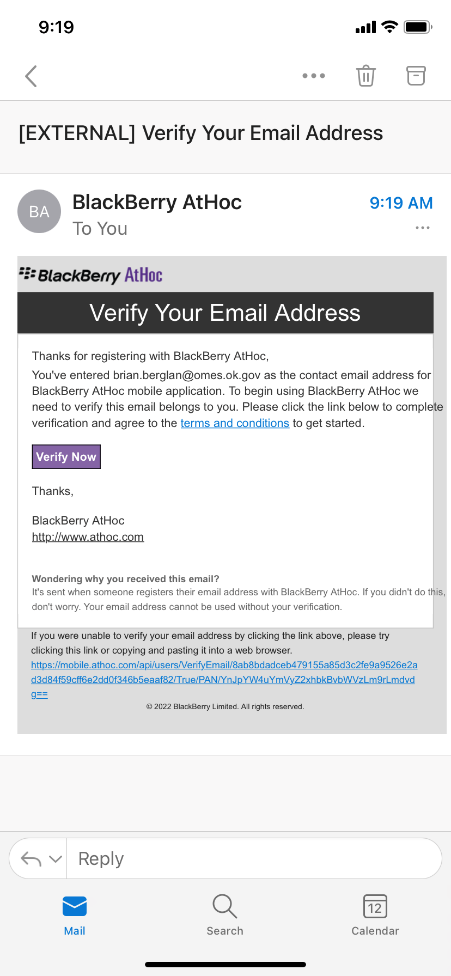 9:19
[EXTERNAL] Verify Your Email Address
BA
BlackBerry AtHoc
9:19 AM
To You
BlackBerry AtHoc
Verify Your Email Address
Thanks for registering with BlackBerry AtHoc,
You've entered brian.berglan@omes.ok.gov as the contact email address for
BlackBerry AtHoc mobile application. To begin using BlackBerry AtHoc we
need to verify this email belongs to you. Please click the link below to complete
verification and agree to the terms and conditions to get started.
Verify Now
Thanks,
BlackBerry AtHoc
http://www.athoc.com
Wondering why you received this email?
It's sent when someone registers their email address with BlackBerry AtHoc. If you didn't do this,
don't worry. Your email address cannot be used without your verification.
If you were unable to verify your email address by clicking the link above, please try
clicking this link or copying and pasting it into a web browser.
https://mobile.athoc.com/api/users/VerifyEmail/8ab8bdadceb479155a85d3c2fe9a9526e2a
d3d84f59cff6e2dd0f346b5eaaf82/True/PAN/YnJpYW4uYmVyZ2xhbkBvbWVzLm9rLmdvd
g==
© 2022 BlackBerry Limited. All rights reserved.
Reply
Mail
Search
12
Calendar